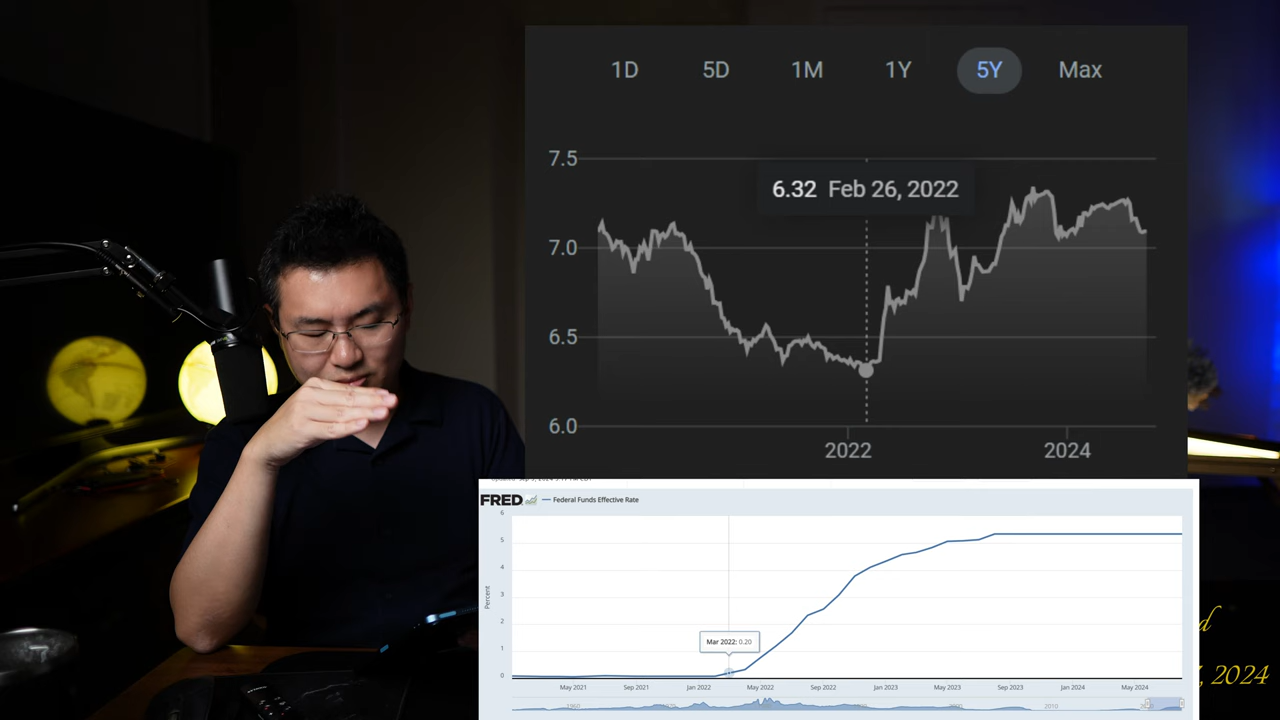 1D 5D 1M 1Y 5Y Max
7.5
6.32 Feb 26, 2022
7.0
6.5
6.0
2022 2024
FRED Federal Funds Effective Rate
6
5
4
3
2
1
0
Percent
Mar 2022: 0.20
May 2021 Sep 2021 Jan 2022 May 2022 Sep 2022 Jan 2023 May 2023 Sep 2023 Jan 2024 May 2024
1960 2010
d
, 2024